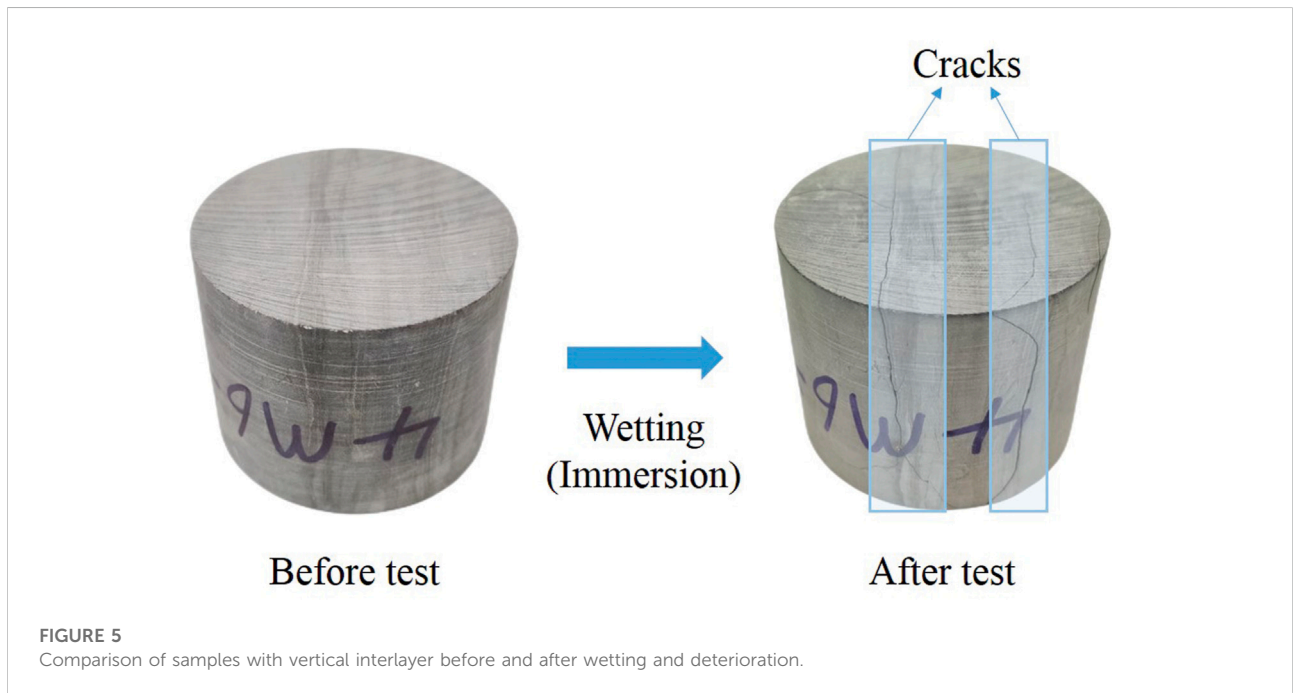 Cracks
Wetting
(Immersion)
Before test
After test
FIGURE 5
Comparison of samples with vertical interlayer before and after wetting and deterioration.